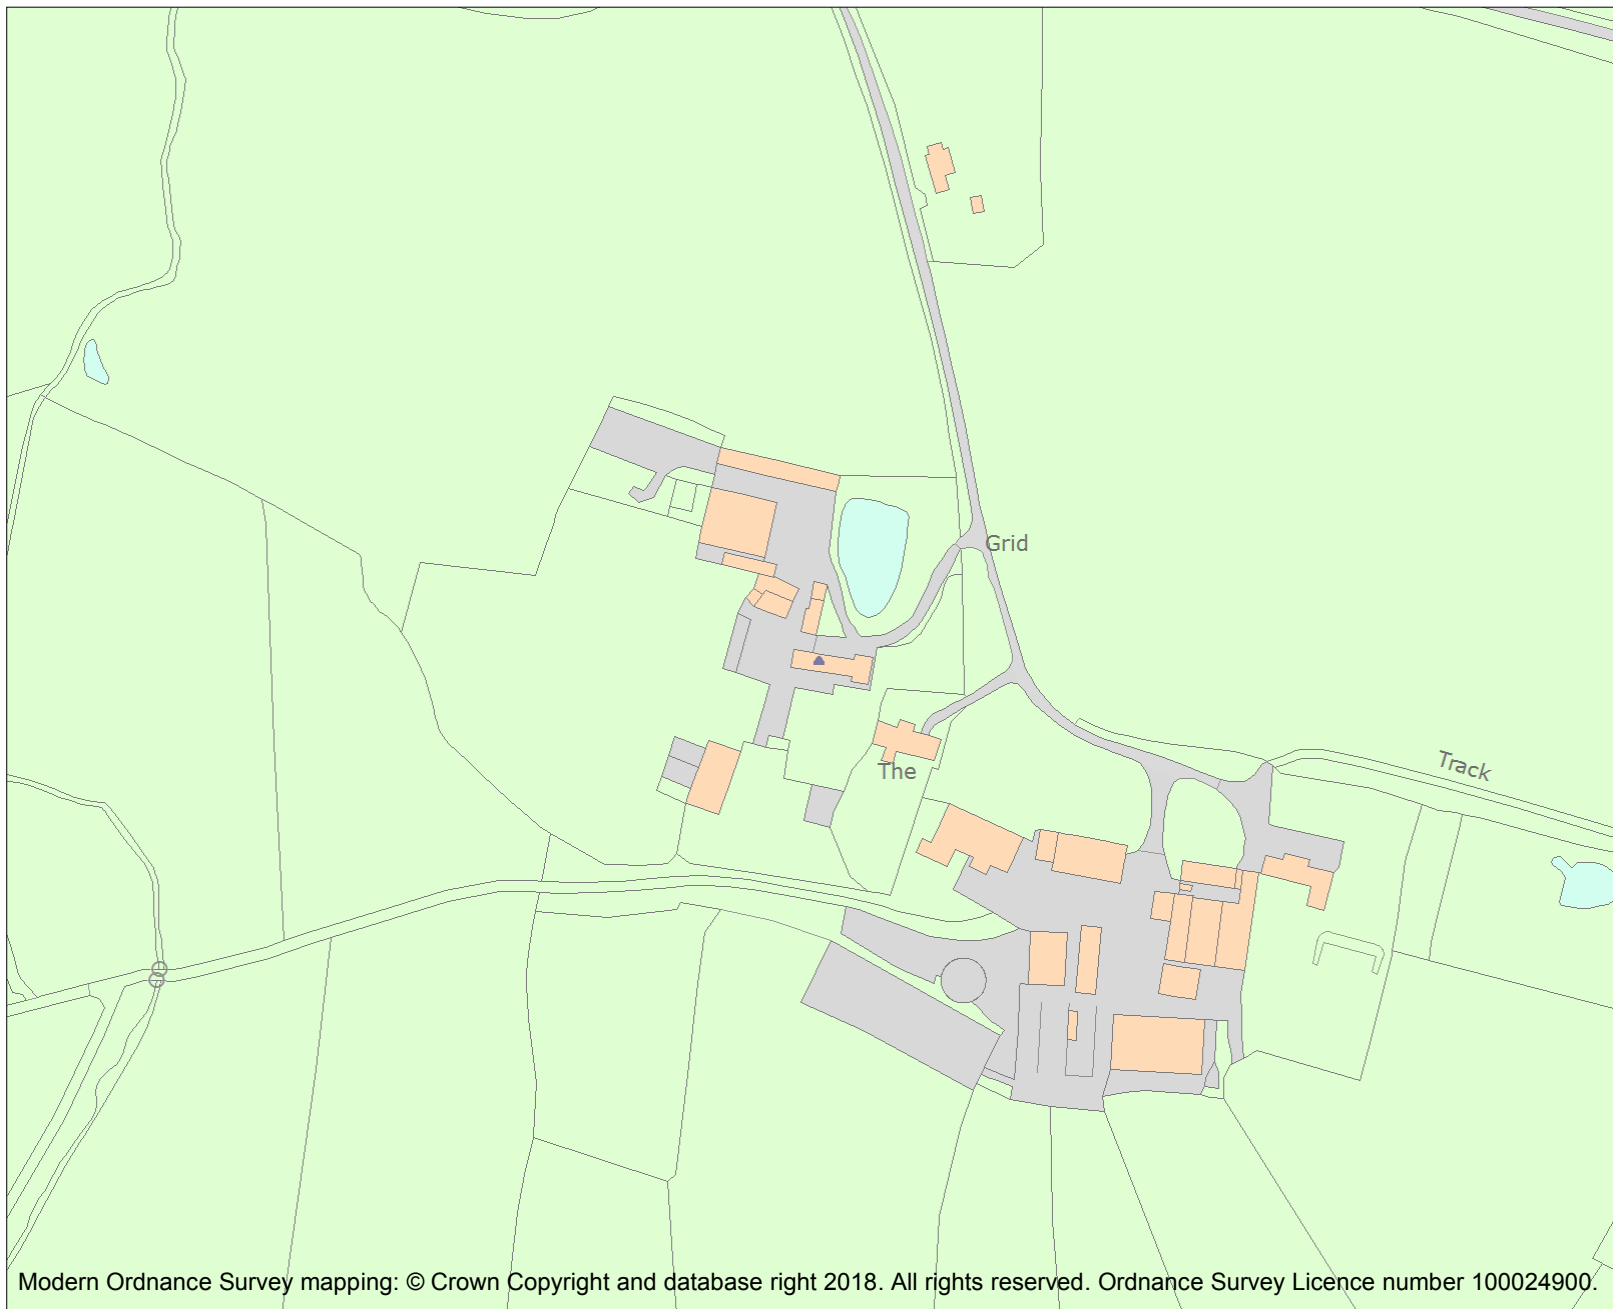 Grid
Track
The
Modern Ordnance Survey mapping: © Crown Copyright and database right 2018. All rights reserved. Ordnance Survey Licence number 100024900.